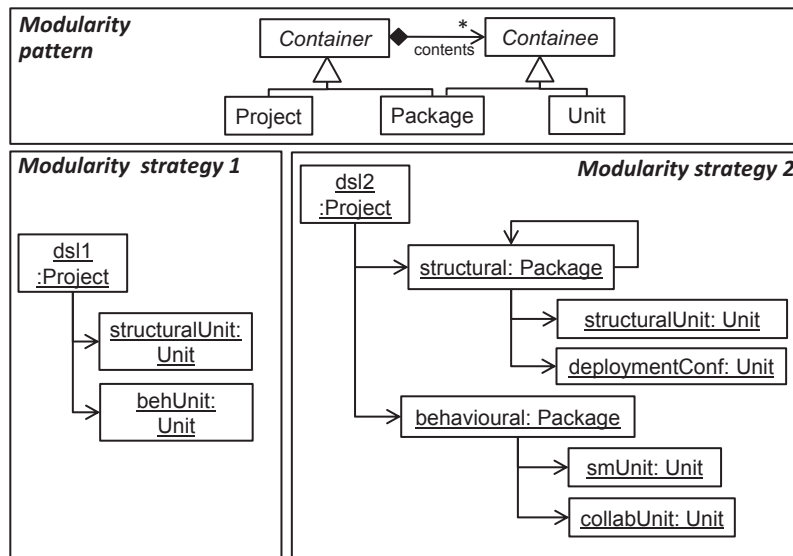 Modularity
pattern
Container
*
contents
Containee
Project
Package
Unit
Modularity strategy 1
dsl1
:Project
structuralUnit:
Unit
behUnit:
Unit
Modularity strategy 2
dsl2
:Project
structural: Package
structuralUnit: Unit
deploymentConf: Unit
behavioural: Package
smUnit: Unit
collabUnit: Unit